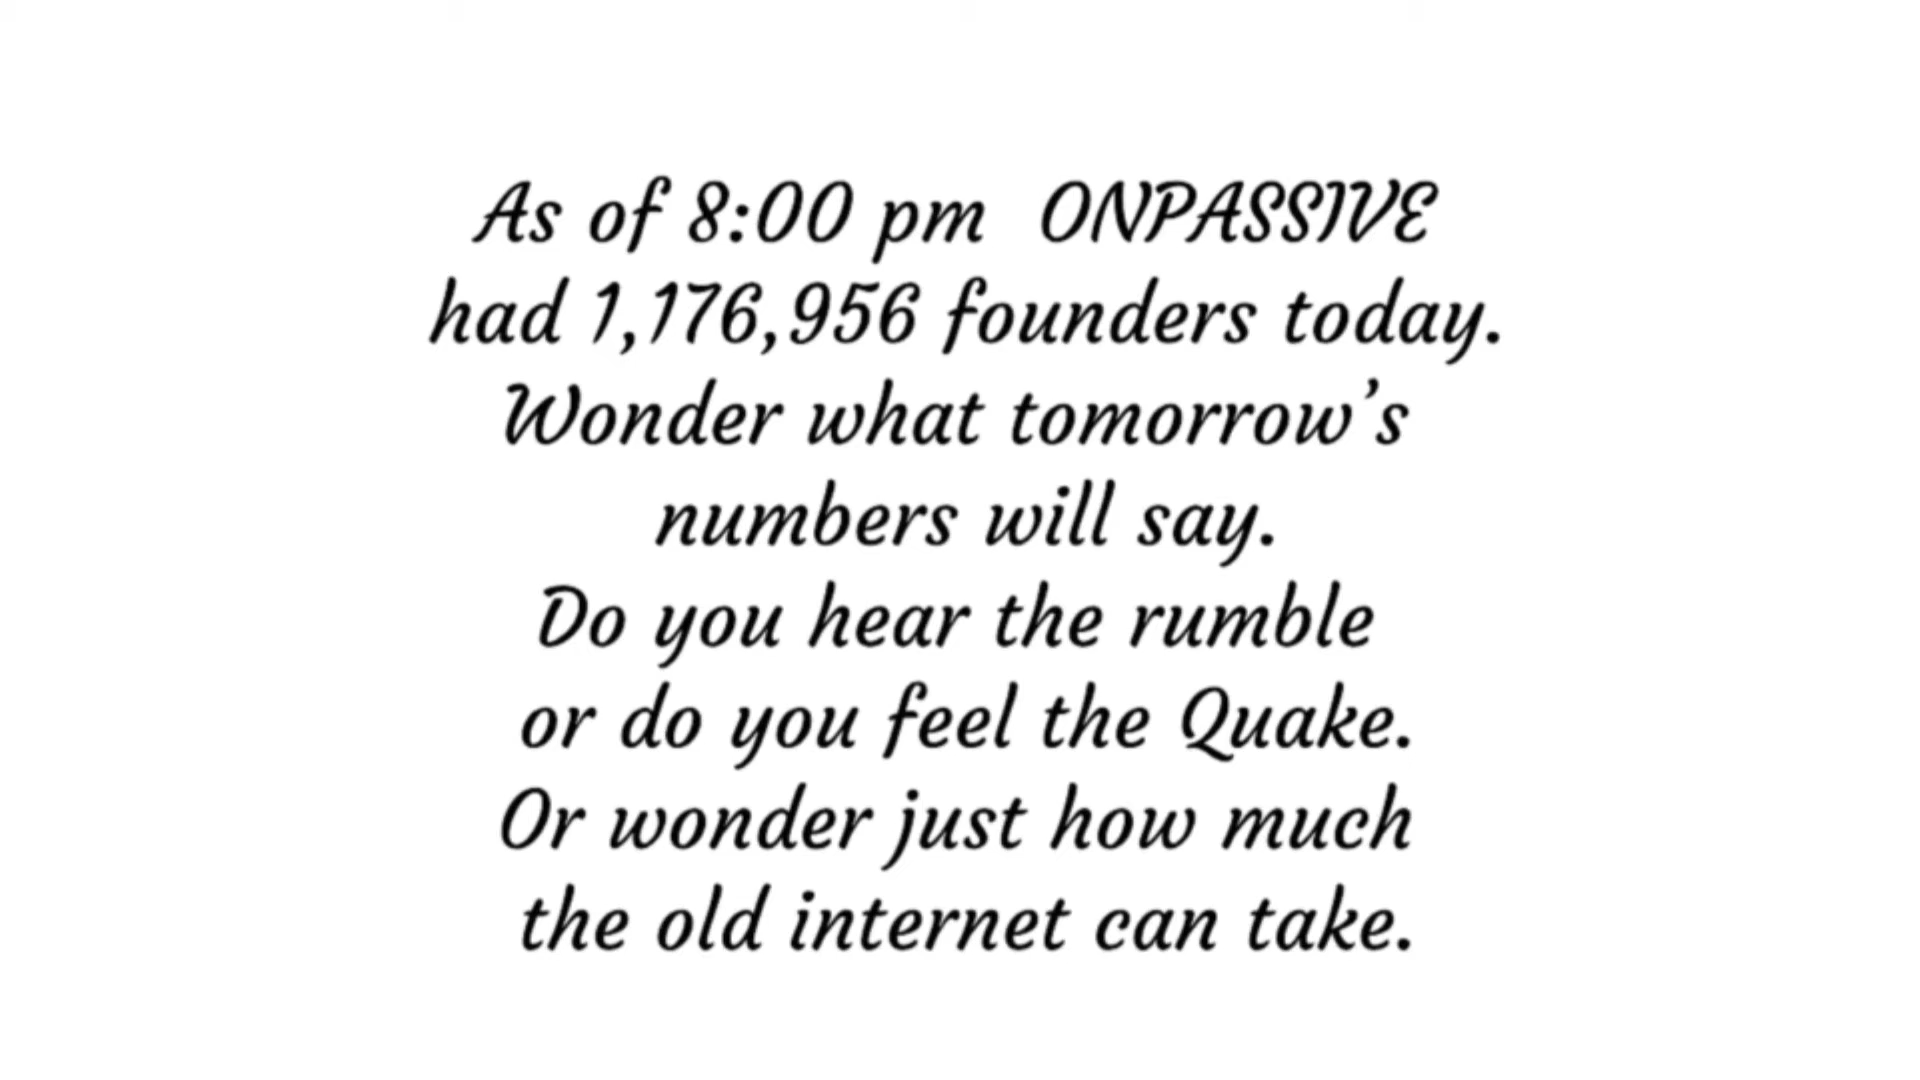 As of 8:00 pm ONPASSIVE
had 1,176,956 founders today.
Wonder what tomorrow’s
numbers will say.
Do you hear the rumble
or do you feel the Quake.
Or wonder just how much
the old internet can take.